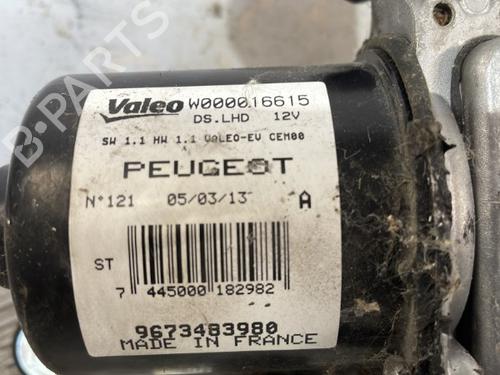 Valeo W000016615
DS.LHD 12V
SW 1.1 HW 1.1 VALEO-EV CEM00
PEUGEOT
N°121 05/03/13 A
ST
7 445000 182982
9673483980
MADE IN FRANCE